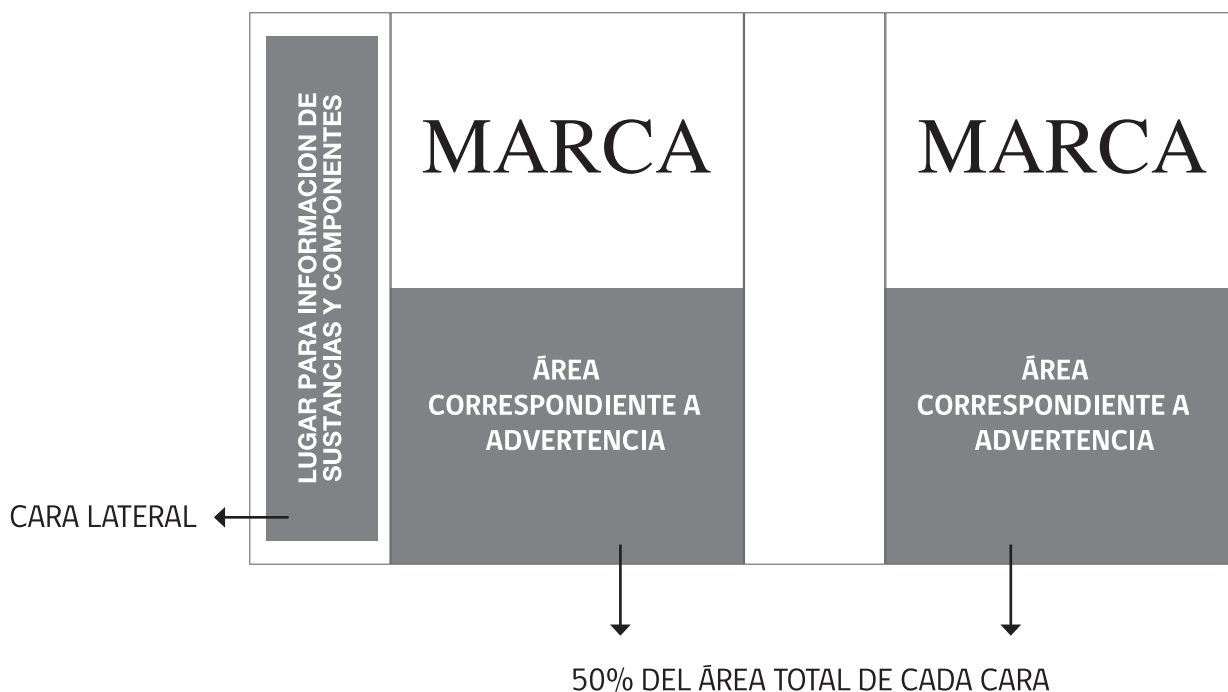 LUGAR PARA INFORMACION DE
SUSTANCIAS Y COMPONENTES
MARCA
MARCA
ÁREA
CORRESPONDIENTE A
ADVERTENCIA
ÁREA
CORRESPONDIENTE A
ADVERTENCIA
CARA LATERAL
50% DEL ÁREA TOTAL DE CADA CARA